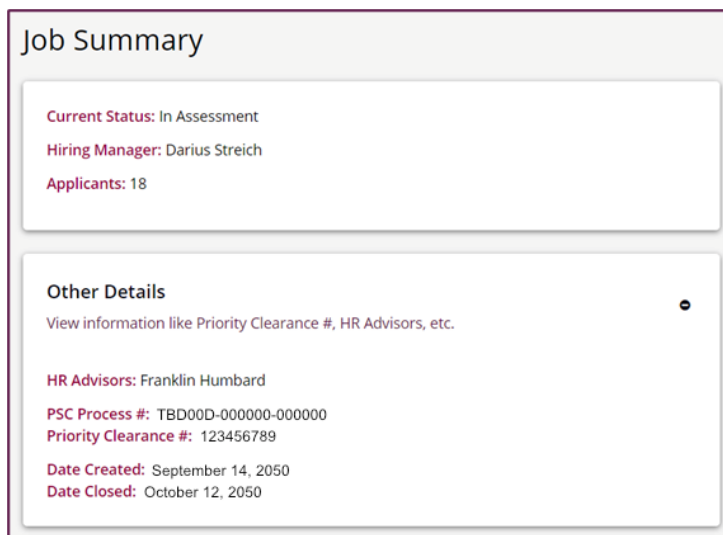 Job Summary
Current Status: In Assessment
Hiring Manager: Darius Streich
Applicants: 18
Other Details
View information like Priority Clearance #, HR Advisors, etc.
HR Advisors: Franklin Humbard
PSC Process #: TBD00D-000000-000000
Priority Clearance #: 123456789
Date Created: September 14, 2050
Date Closed: October 12, 2050